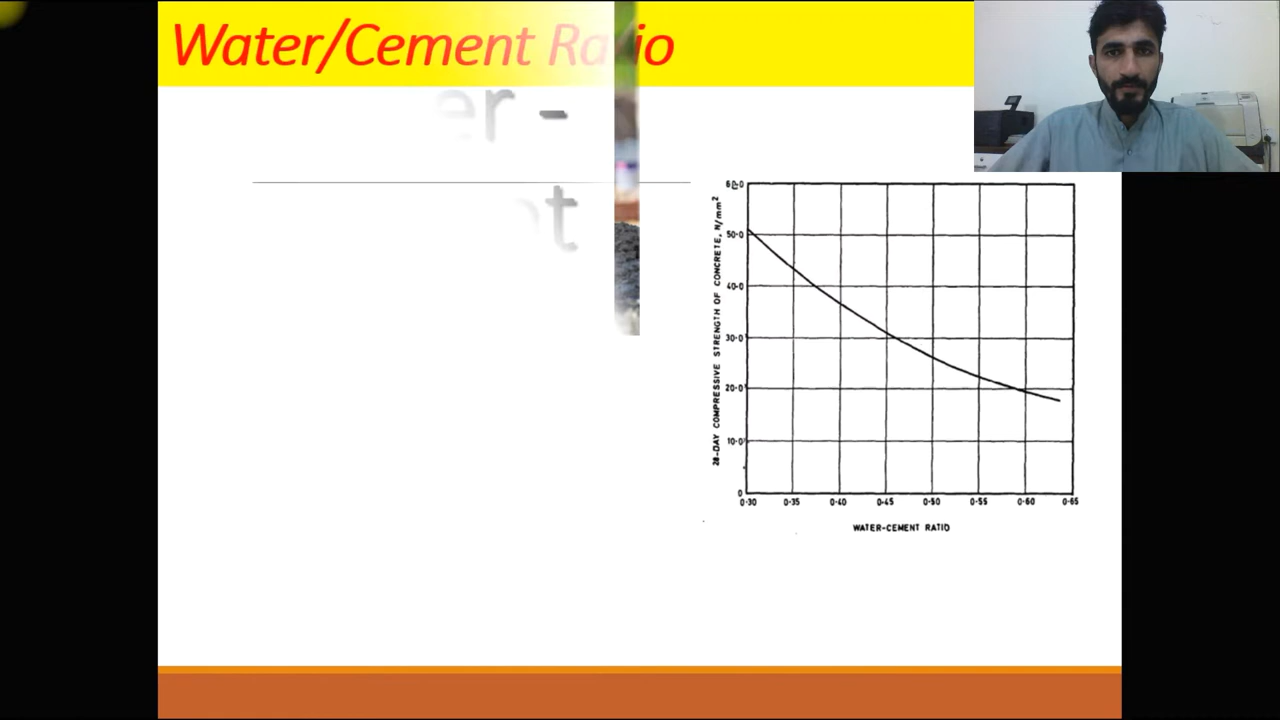 Water/Cement Ratio
er -
nt
28-DAY COMPRESSIVE STRENGTH OF CONCRETE, N/mm²
60·0
50·0
40·0
30·0
20·0
10·0
0
0·30 0·35 0·40 0·45 0·50 0·55 0·60 0·65
WATER-CEMENT RATIO